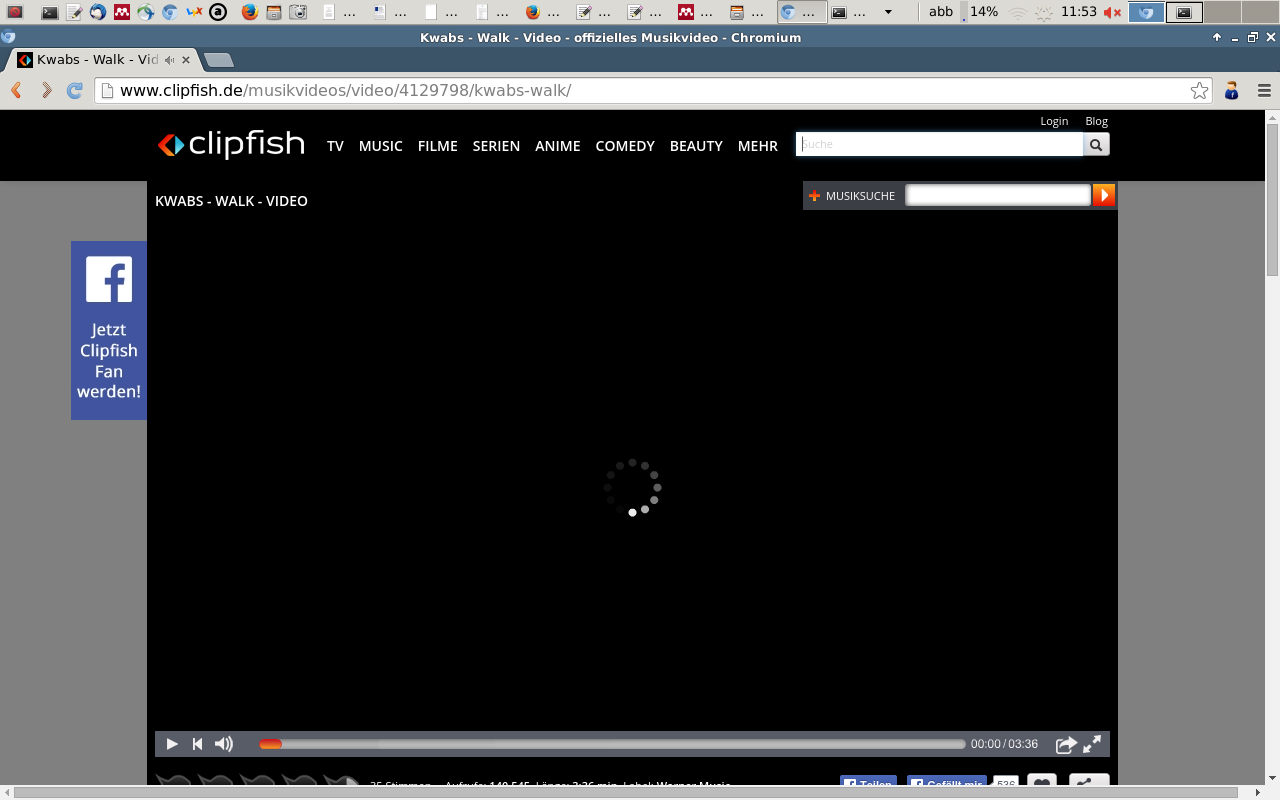 ... ... ... ... ... ... ... ... ... ... ... abb 14% 11:53
Kwabs - Walk - Video - offizielles Musikvideo - Chromium
Kwabs - Walk - Vid
www.clipfish.de/musikvideos/video/4129798/kwabs-walk/
Login Blog
clipfish TV MUSIC FILME SERIEN ANIME COMEDY BEAUTY MEHR Suche
KWABS - WALK - VIDEO
MUSIKSUCHE
Jetzt
Clipfish
Fan
werden!
00:00 / 03:36
35 Stimmen Aufrufe: 140.545 Länge: 3:36 min Label: Warner Music Teilen Gefällt mir 536